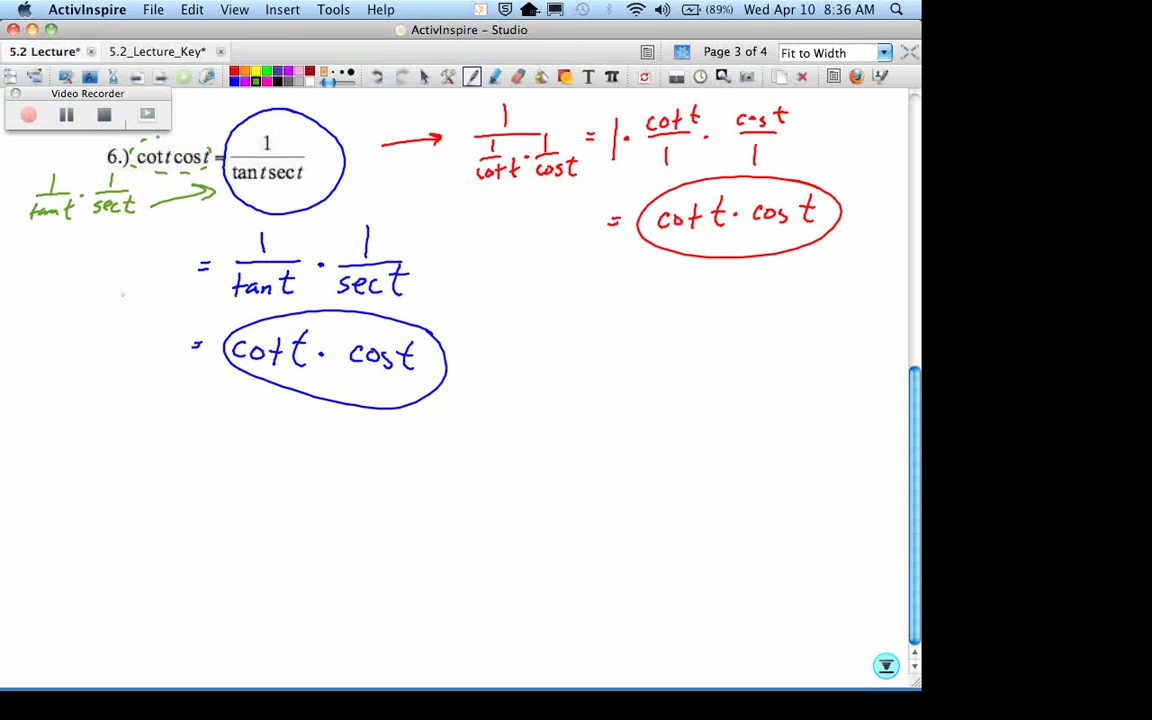 ActivInspire File Edit View Insert Tools Help (89%) Wed Apr 10 8:36 AM
ActivInspire - Studio
5.2 Lecture* 5.2_Lecture_Key* Page 3 of 4 Fit to Width
Video Recorder
6.) cot t cos t = 1 / tan t sec t
1/tan t · 1/sec t
= 1/tan t · 1/sec t
= cot t · cos t
1 / (1/cot t · 1/cos t) = 1 · cot t/1 · cos t/1
= cot t · cos t